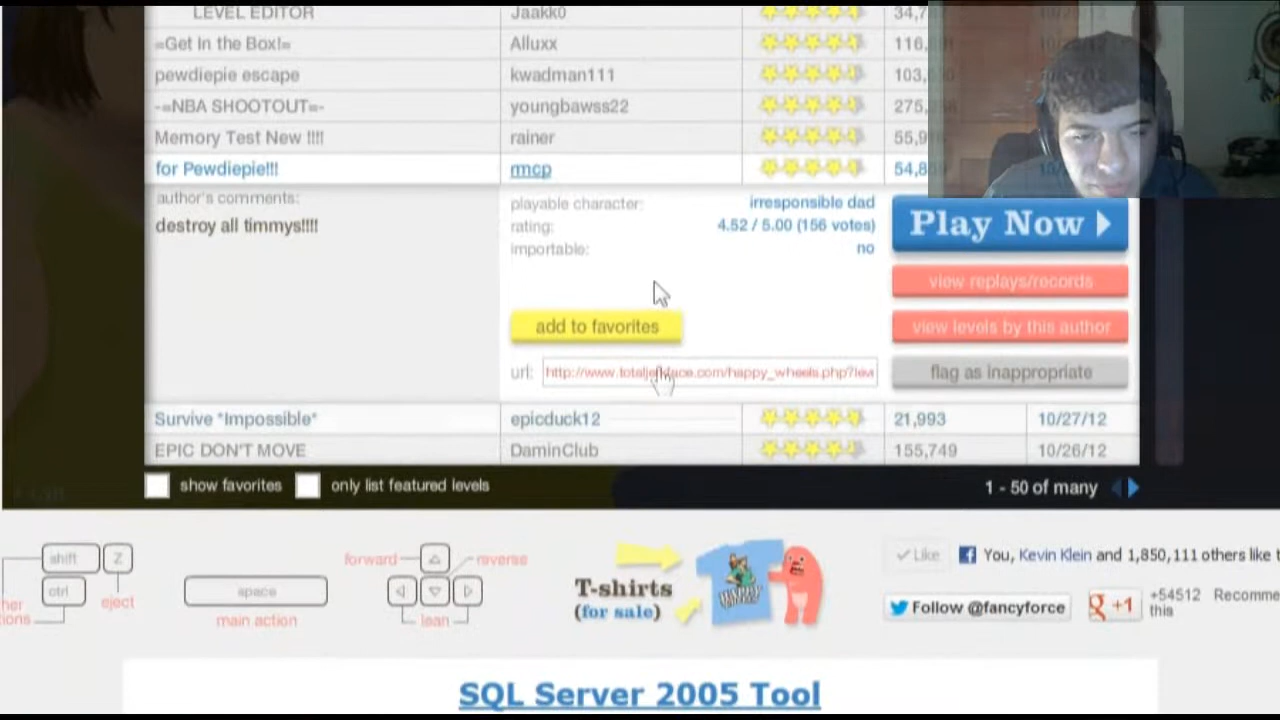 LEVEL EDITOR Jaakk0
=Get In the Box!= Alluxx
pewdiepie escape kwadman111
-=NBA SHOOTOUT=- youngbawss22
Memory Test New !!!! rainer
for Pewdiepie!!! rmcp
author's comments: playable character: irresponsible dad
destroy all timmys!!!! rating: 4.52 / 5.00 (156 votes) Play Now
importable: no
view replays/records
add to favorites view levels by this author
url: flag as inappropriate
Survive *Impossible* epicduck12 21,993 10/27/12
EPIC DON'T MOVE DaminClub 155,749 10/26/12
show favorites only list featured levels 1 - 50 of many
shift Z forward reverse Like You, Kevin Klein and 1,850,111 others like
ctrl eject space T-shirts Follow @fancyforce +1 +54512 Recomme
main action lean (for sale) this
SQL Server 2005 Tool